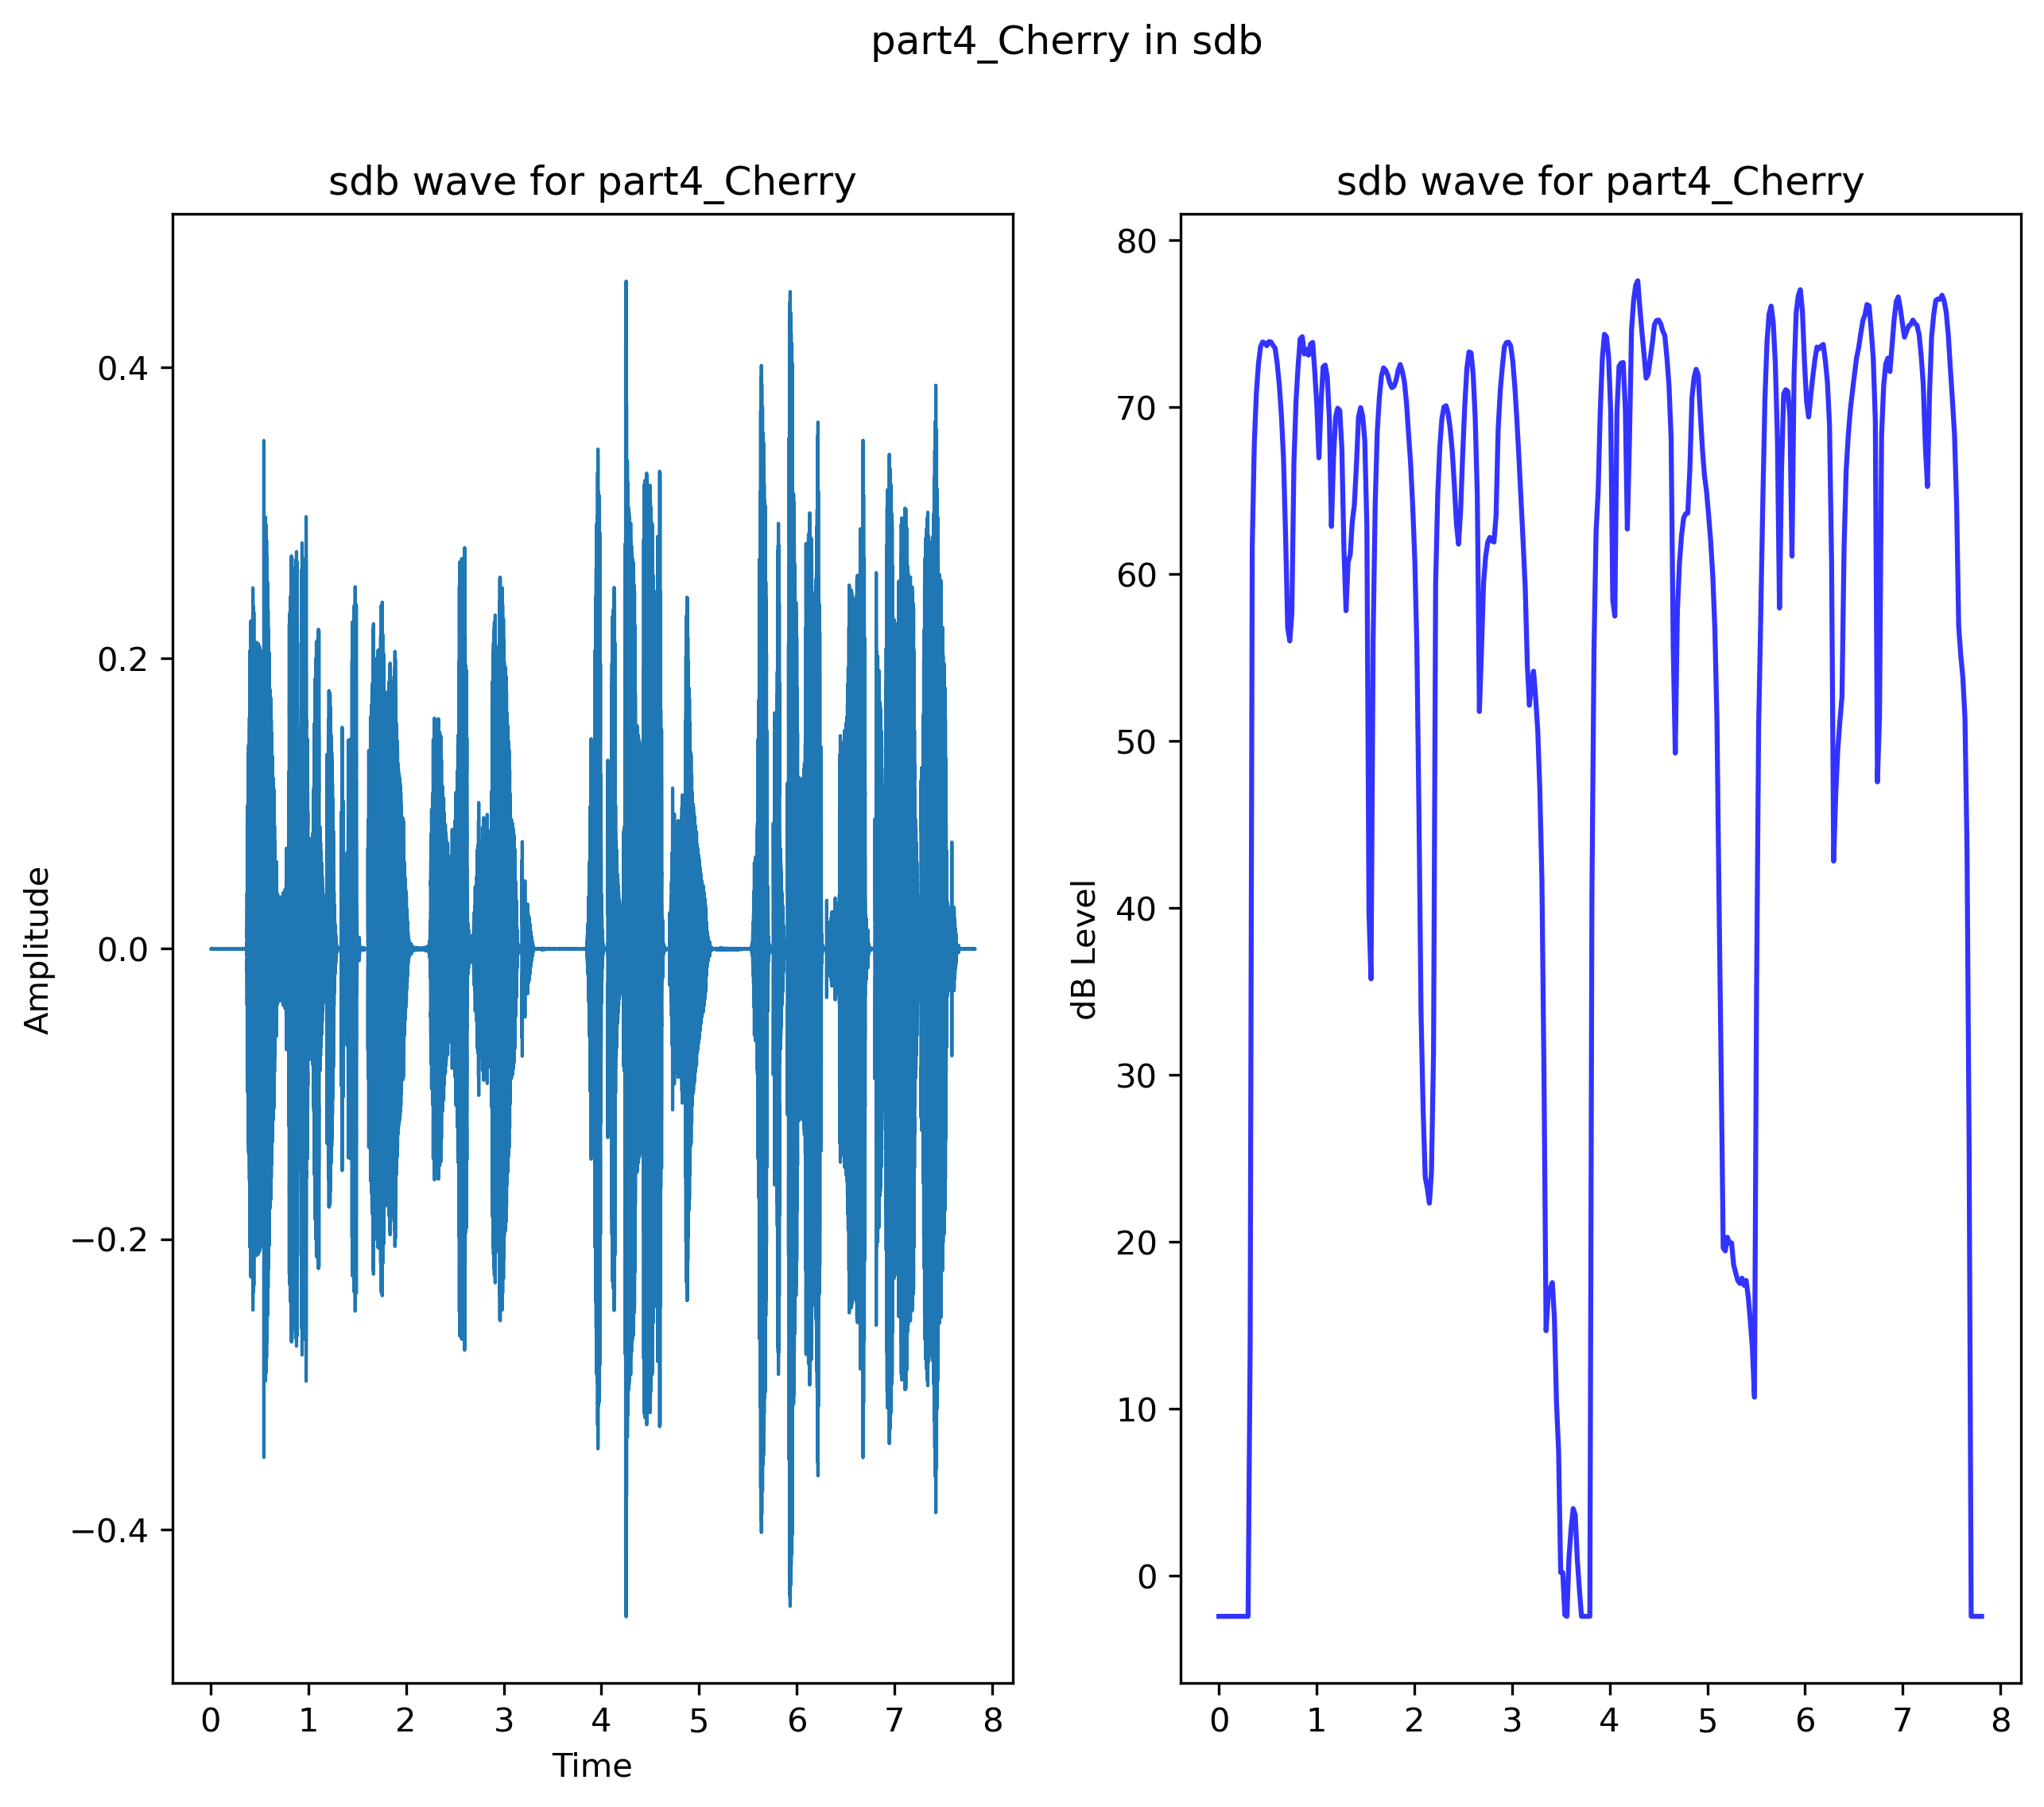 part4_Cherry in sdb
sdb wave for part4_Cherry
Amplitude
0.4
0.2
0.0
−0.2
−0.4
0 1 2 3 4 5 6 7 8
Time
sdb wave for part4_Cherry
dB Level
80
70
60
50
40
30
20
10
0
0 1 2 3 4 5 6 7 8